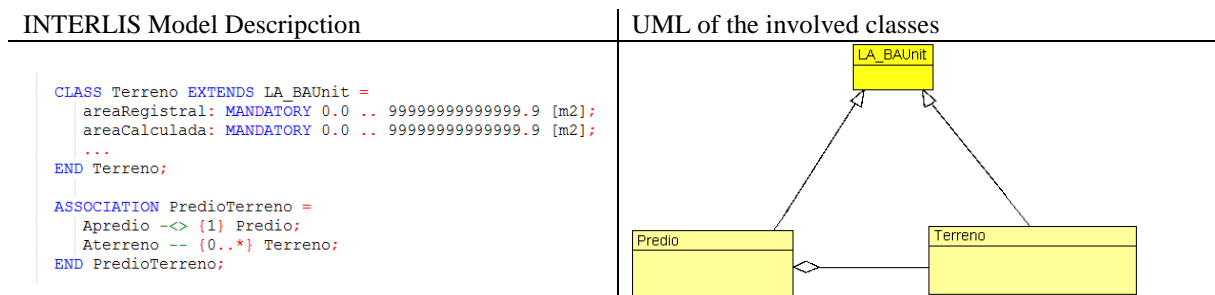 INTERLIS Model Descripction
UML of the involved classes
CLASS Terreno EXTENDS LA_BAUnit =
areaRegistral: MANDATORY 0.0 .. 99999999999999.9 [m2];
areaCalculada: MANDATORY 0.0 .. 99999999999999.9 [m2];
...
END Terreno;
ASSOCIATION PredioTerreno =
Apredio -<> {1} Predio;
Aterreno -- {0..*} Terreno;
END PredioTerreno;
LA_BAUnit
Predio
Terreno